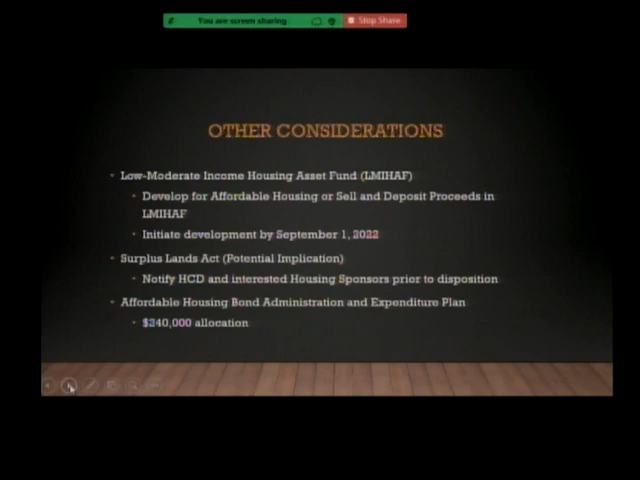 You are screen sharing
Stop Share
OTHER CONSIDERATIONS
Low-Moderate Income Housing Asset Fund (LMIHAF)
Develop for Affordable Housing or Sell and Deposit Proceeds in
LMIHAF
Initiate development by September 1, 2022
Surplus Lands Act (Potential Implication)
Notify HCD and interested Housing Sponsors prior to disposition
Affordable Housing Bond Administration and Expenditure Plan
$240,000 allocation